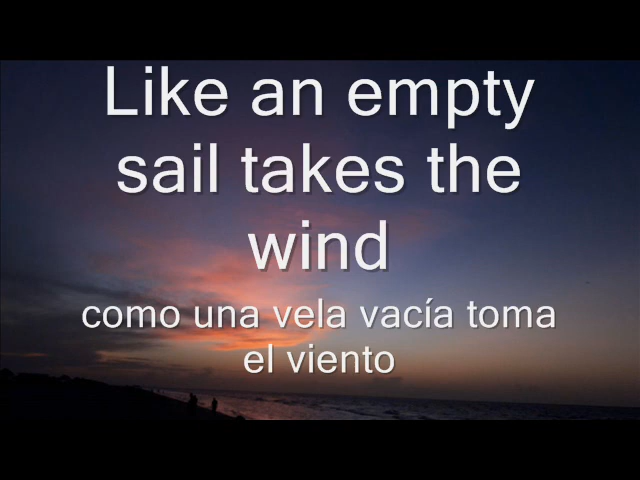 Like an empty
sail takes the
wind
como una vela vacía toma
el viento